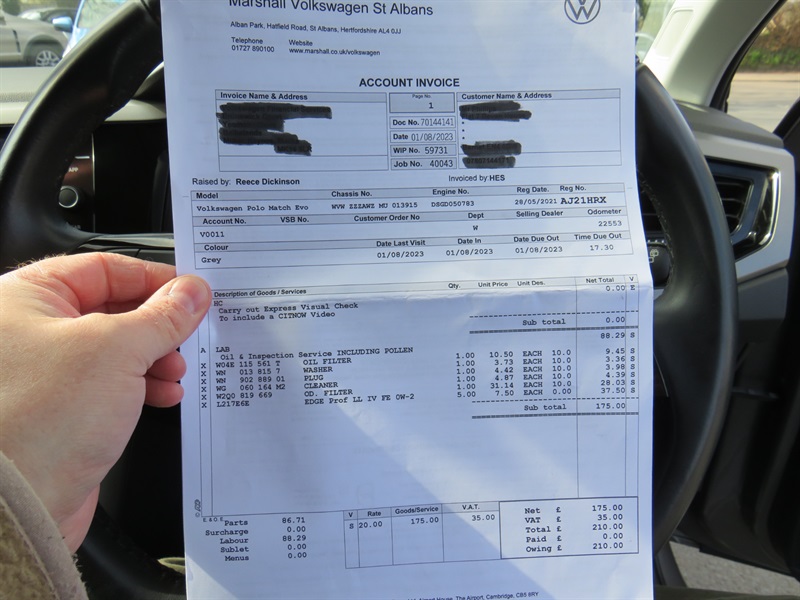 Marshall Volkswagen St Albans
Alban Park, Hatfield Road, St Albans, Hertfordshire AL4 0JJ
Telephone Website
01727 890100 www.marshall.co.uk/volkswagen
ACCOUNT INVOICE
Invoice Name & Address Page No. Customer Name & Address
1
Doc No. 70144141
Date 01/08/2023
WIP No. 59731
Job No. 40043
Raised by: Reece Dickinson Invoiced by: HES
Model Chassis No. Engine No. Reg Date. Reg No.
Volkswagen Polo Match Evo WVW ZZZAWZ MU 013915 DSGD050783 28/05/2021 AJ21HRX
Account No. VSB No. Customer Order No Dept Selling Dealer Odometer
V0011 W 22553
Colour Date Last Visit Date In Date Due Out Time Due Out
Grey 01/08/2023 01/08/2023 01/08/2023 17.30
Description of Goods / Services Qty. Unit Price Unit Des. Net Total V
HC 0.00 E
Carry out Express Visual Check
To include a CITNOW Video
Sub total 0.00
A LAB 88.29 S
Oil & Inspection Service INCLUDING POLLEN
X W04E 115 561 T OIL FILTER 1.00 10.50 EACH 10.0 9.45 S
X WN 013 815 7 WASHER 1.00 3.73 EACH 10.0 3.36 S
X WN 902 889 01 PLUG 1.00 4.42 EACH 10.0 3.98 S
X WG 060 164 M2 CLEANER 1.00 4.87 EACH 10.0 4.39 S
X W2Q0 819 669 OD. FILTER 1.00 31.14 EACH 10.0 28.03 S
X L217E6E EDGE Prof LL IV FE 0W-2 5.00 7.50 EACH 0.00 37.50 S
Sub total 175.00
E. & O.E.
Parts 86.71
Surcharge 0.00
Labour 88.29
Sublet 0.00
Menus 0.00
V Rate Goods/Service V.A.T.
S 20.00 175.00 35.00
Net £ 175.00
VAT £ 35.00
Total £ 210.00
Paid £ 0.00
Owing £ 210.00
Airport House, The Airport, Cambridge, CB5 8RY